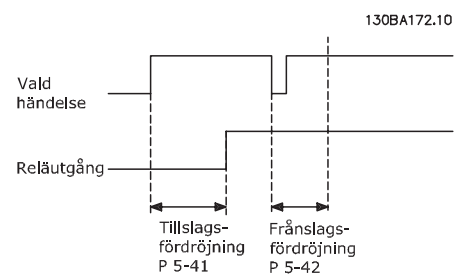 130BA172.10
Vald
händelse
Reläutgång
Tillslags-
fördröjning
P 5-41
Frånslags-
fördröjning
P 5-42